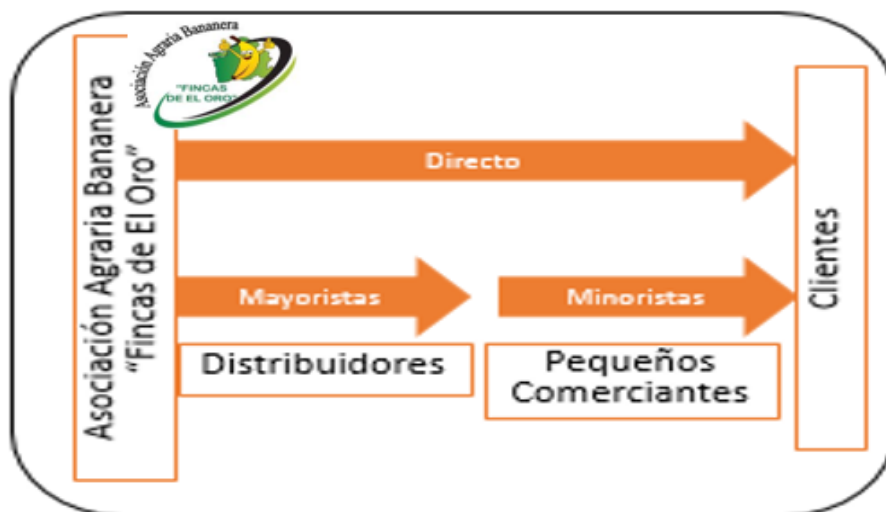 Asociación Agraria Bananera
"FINCAS
DE EL ORO"
Asociación Agraria Bananera
"Fincas de El Oro"
Directo
Mayoristas
Minoristas
Distribuidores
Pequeños
Comerciantes
Clientes